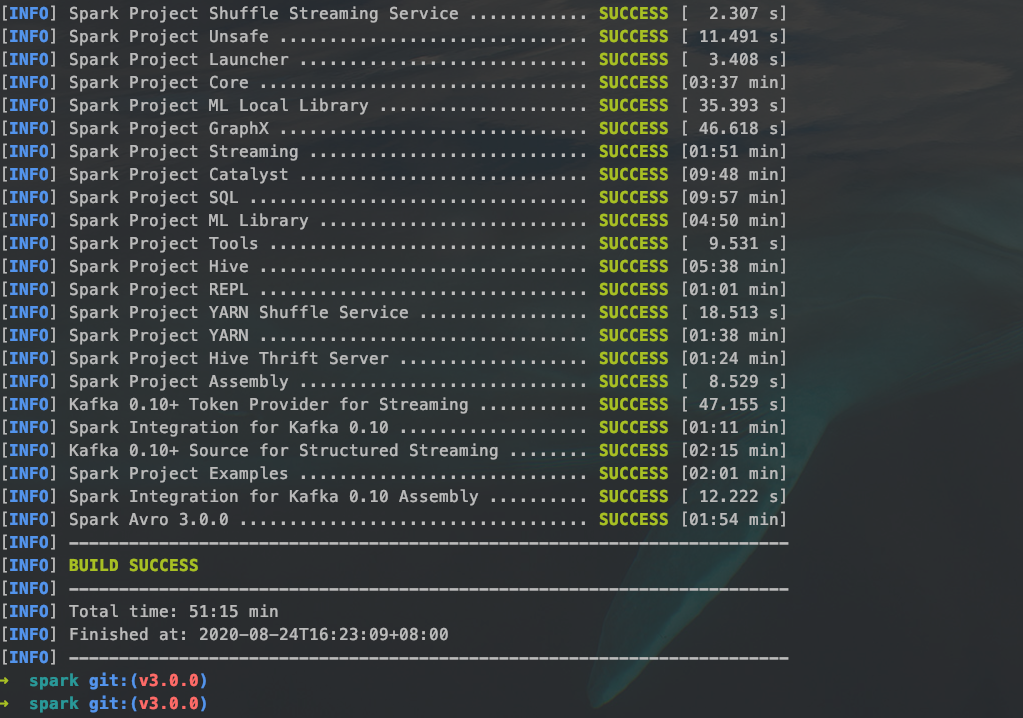 [INFO] Spark Project Shuffle Streaming Service ............ SUCCESS [  2.307 s]
[INFO] Spark Project Unsafe ............................... SUCCESS [ 11.491 s]
[INFO] Spark Project Launcher ............................. SUCCESS [  3.408 s]
[INFO] Spark Project Core ................................. SUCCESS [03:37 min]
[INFO] Spark Project ML Local Library ..................... SUCCESS [ 35.393 s]
[INFO] Spark Project GraphX ............................... SUCCESS [ 46.618 s]
[INFO] Spark Project Streaming ............................ SUCCESS [01:51 min]
[INFO] Spark Project Catalyst ............................. SUCCESS [09:48 min]
[INFO] Spark Project SQL .................................. SUCCESS [09:57 min]
[INFO] Spark Project ML Library ........................... SUCCESS [04:50 min]
[INFO] Spark Project Tools ................................ SUCCESS [  9.531 s]
[INFO] Spark Project Hive ................................. SUCCESS [05:38 min]
[INFO] Spark Project REPL ................................. SUCCESS [01:01 min]
[INFO] Spark Project YARN Shuffle Service ................. SUCCESS [ 18.513 s]
[INFO] Spark Project YARN ................................. SUCCESS [01:38 min]
[INFO] Spark Project Hive Thrift Server ................... SUCCESS [01:24 min]
[INFO] Spark Project Assembly ............................. SUCCESS [  8.529 s]
[INFO] Kafka 0.10+ Token Provider for Streaming ........... SUCCESS [ 47.155 s]
[INFO] Spark Integration for Kafka 0.10 ................... SUCCESS [01:11 min]
[INFO] Kafka 0.10+ Source for Structured Streaming ........ SUCCESS [02:15 min]
[INFO] Spark Project Examples ............................. SUCCESS [02:01 min]
[INFO] Spark Integration for Kafka 0.10 Assembly .......... SUCCESS [ 12.222 s]
[INFO] Spark Avro 3.0.0 ................................... SUCCESS [01:54 min]
[INFO] ------------------------------------------------------------------------
[INFO] BUILD SUCCESS
[INFO] ------------------------------------------------------------------------
[INFO] Total time: 51:15 min
[INFO] Finished at: 2020-08-24T16:23:09+08:00
[INFO] ------------------------------------------------------------------------
→ spark git:(v3.0.0)
→ spark git:(v3.0.0)